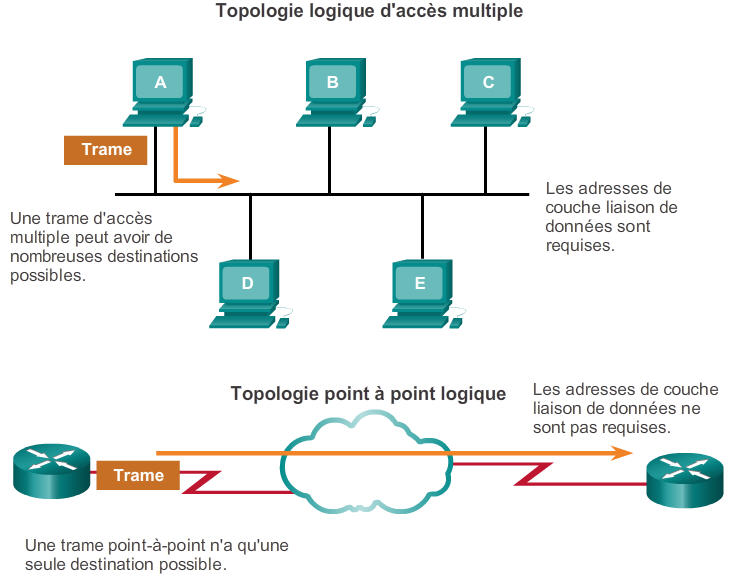 Topologie logique d'accès multiple
A
B
C
Trame
Une trame d'accès
multiple peut avoir de
nombreuses destinations
possibles.
Les adresses de
couche liaison de
données sont
requises.
D
E
Topologie point à point logique
Les adresses de couche
liaison de données ne
sont pas requises.
Trame
Une trame point-à-point n'a qu'une
seule destination possible.